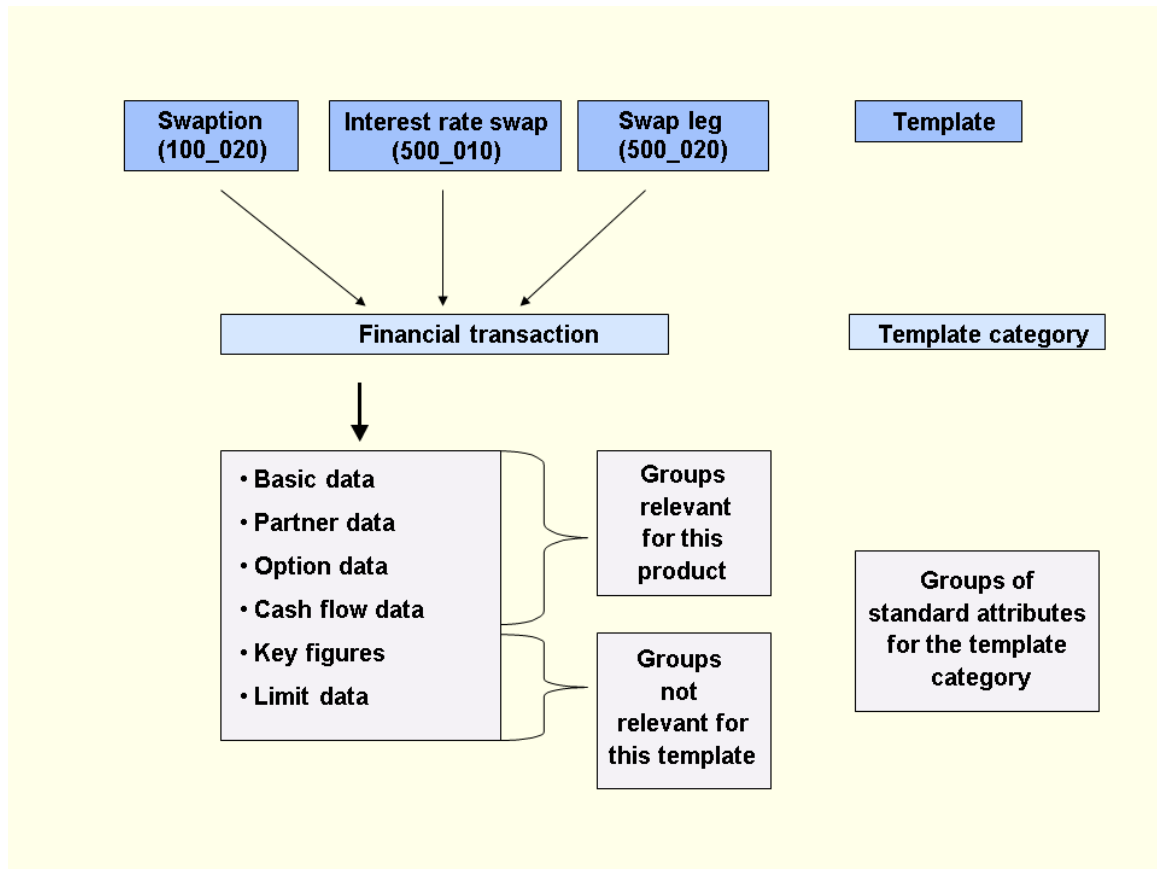 Swaption
(100_020)
Interest rate swap
(500_010)
Swap leg
(500_020)
Template
Financial transaction
Template category
• Basic data
• Partner data
• Option data
• Cash flow data
• Key figures
• Limit data
Groups
relevant
for this
product
Groups
not
relevant for
this template
Groups of
standard attributes
for the template
category